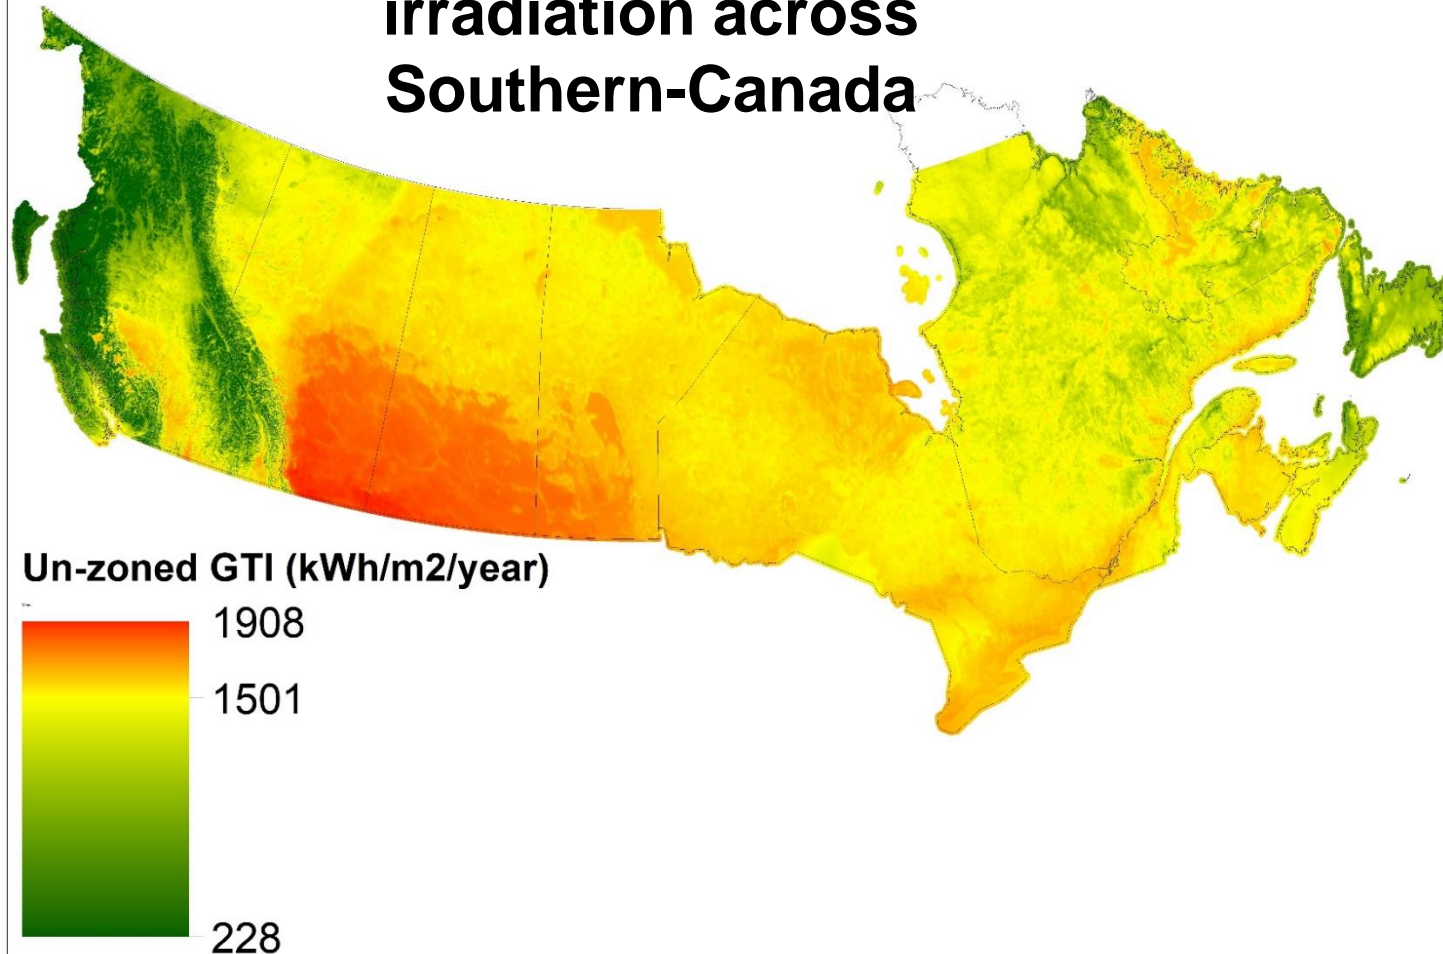 irradiation across
Southern-Canada
Un-zoned GTI (kWh/m2/year)
1908
1501
228